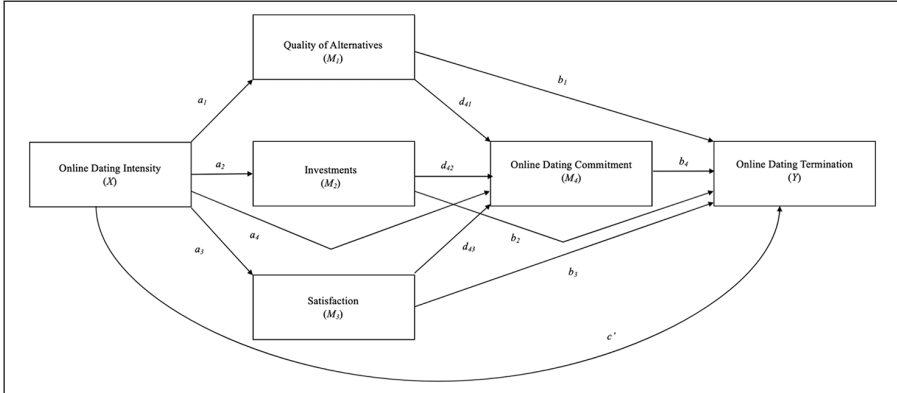 Quality of Alternatives
(M1)
b1
a1
d41
Online Dating Intensity
(X)
a2
Investments
(M2)
d42
Online Dating Commitment
(M4)
b4
Online Dating Termination
(Y)
a4
b2
a3
d43
b3
Satisfaction
(M3)
c'